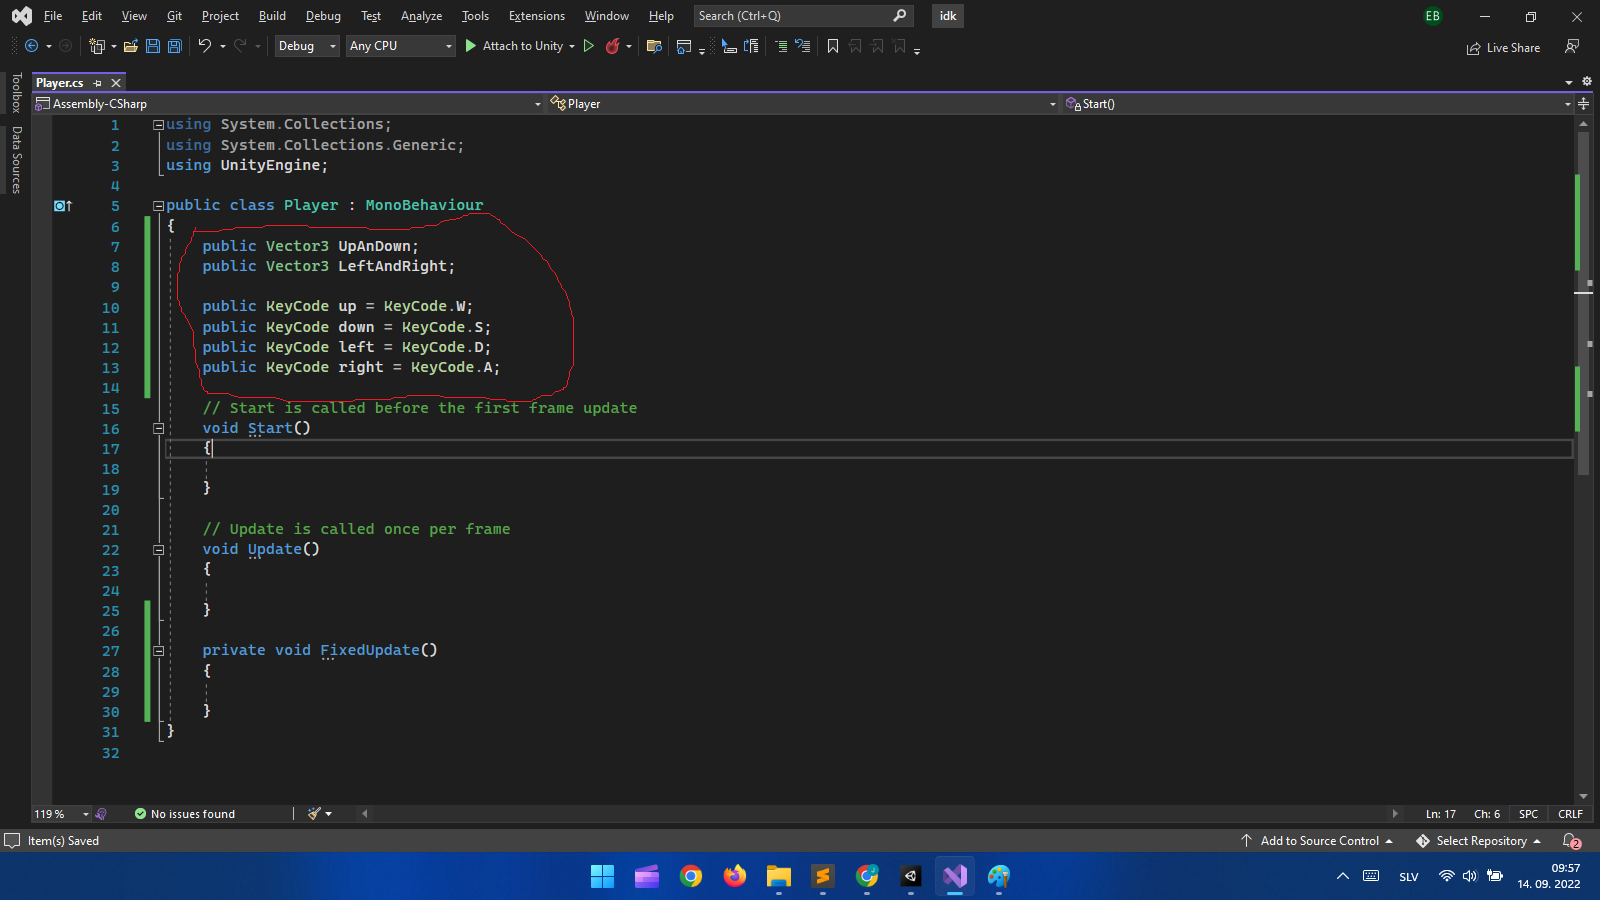 File Edit View Git Project Build Debug Test Analyze Tools Extensions Window Help Search (Ctrl+Q) idk EB
Debug Any CPU Attach to Unity Live Share
Toolbox
Data Sources
Player.cs
Assembly-CSharp Player Start()
1 using System.Collections;
2 using System.Collections.Generic;
3 using UnityEngine;
4
5 public class Player : MonoBehaviour
6 {
7 public Vector3 UpAnDown;
8 public Vector3 LeftAndRight;
9
10 public KeyCode up = KeyCode.W;
11 public KeyCode down = KeyCode.S;
12 public KeyCode left = KeyCode.D;
13 public KeyCode right = KeyCode.A;
14
15 // Start is called before the first frame update
16 void Start()
17 {
18
19 }
20
21 // Update is called once per frame
22 void Update()
23 {
24
25 }
26
27 private void FixedUpdate()
28 {
29
30 }
31 }
32
119 % No issues found Ln: 17 Ch: 6 SPC CRLF
Item(s) Saved Add to Source Control Select Repository 2
SLV 09:57
14. 09. 2022